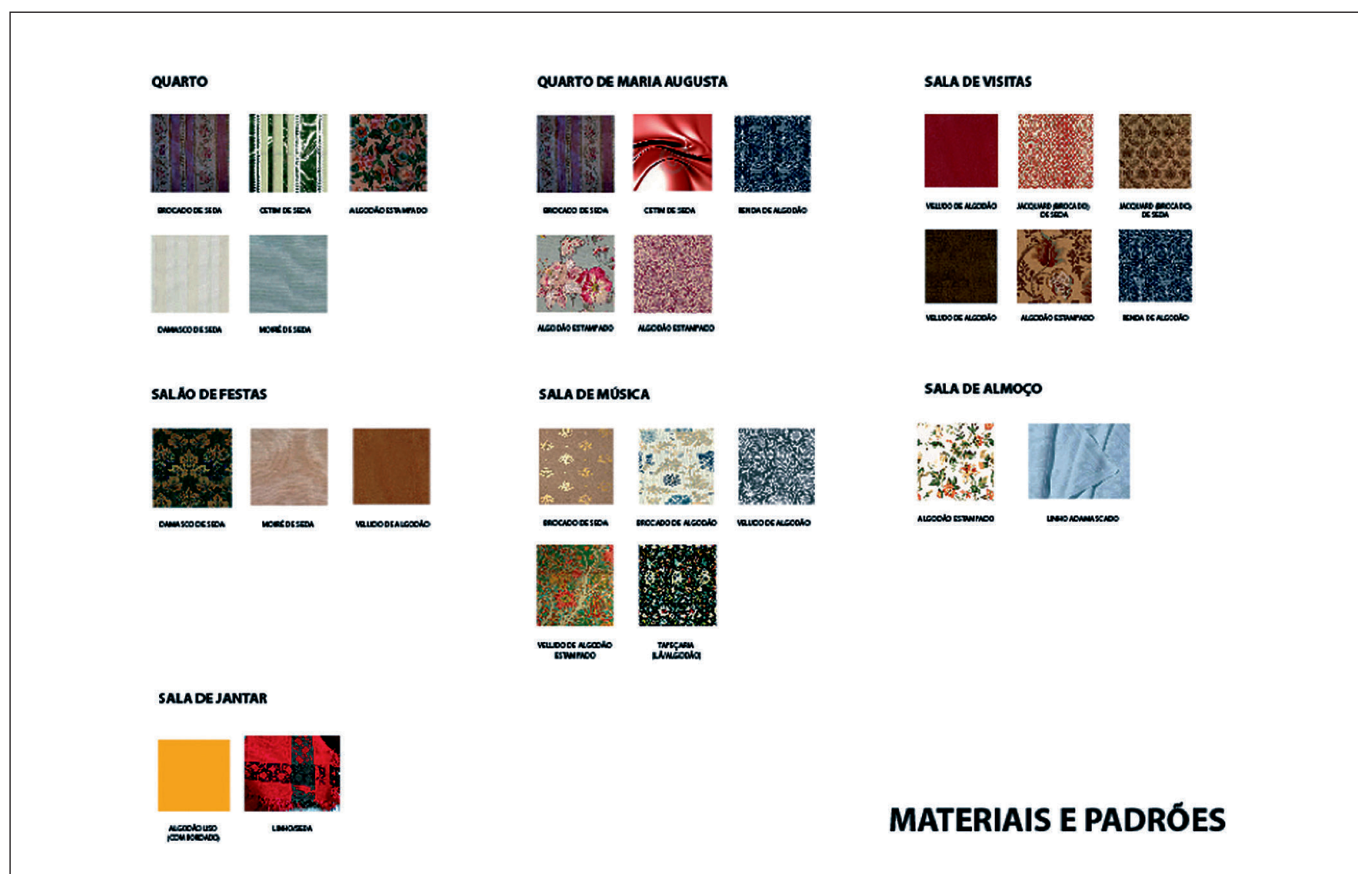 QUARTO
BROCADO DE SEDA
CETIM DE SEDA
ALGODÃO ESTAMPADO
DAMASCO DE SEDA
MOIRÉ DE SEDA
QUARTO DE MARIA AUGUSTA
BROCADO DE SEDA
CETIM DE SEDA
RENDA DE ALGODÃO
ALGODÃO ESTAMPADO
ALGODÃO ESTAMPADO
SALA DE VISITAS
VELUDO DE ALGODÃO
JACQUARD (BROCADO)
DE SEDA
JACQUARD (BROCADO)
DE SEDA
VELUDO DE ALGODÃO
ALGODÃO ESTAMPADO
RENDA DE ALGODÃO
SALÃO DE FESTAS
DAMASCO DE SEDA
MOIRÉ DE SEDA
VELUDO DE ALGODÃO
SALA DE MÚSICA
BROCADO DE SEDA
BROCADO DE ALGODÃO
VELUDO DE ALGODÃO
VELUDO DE ALGODÃO
ESTAMPADO
TAPEÇARIA
(LÃ/ALGODÃO)
SALA DE ALMOÇO
ALGODÃO ESTAMPADO
LINHO ADAMASCADO
SALA DE JANTAR
ALGODÃO LISO
(COM BORDADO)
LINHO/SEDA
MATERIAIS E PADRÕES